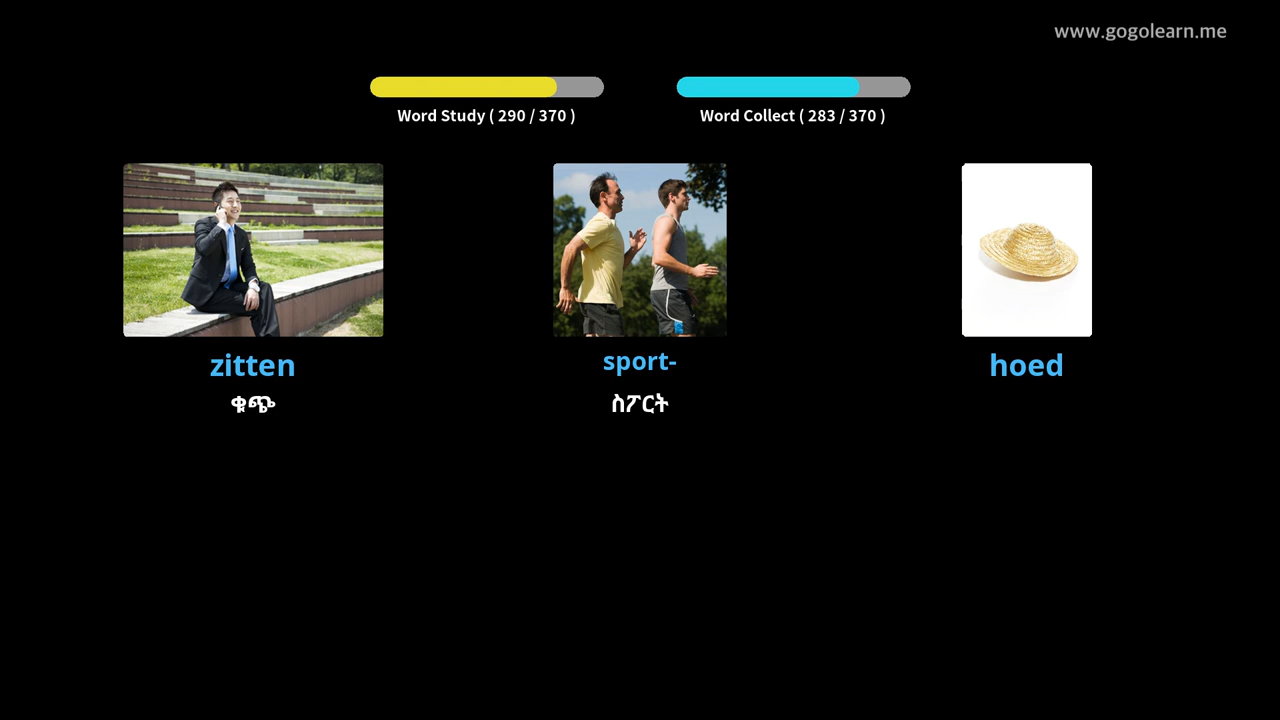 www.gogolearn.me
Word Study ( 290 / 370 )
Word Collect ( 283 / 370 )
zitten
sport-
hoed
ቁጭ
ስፖርት